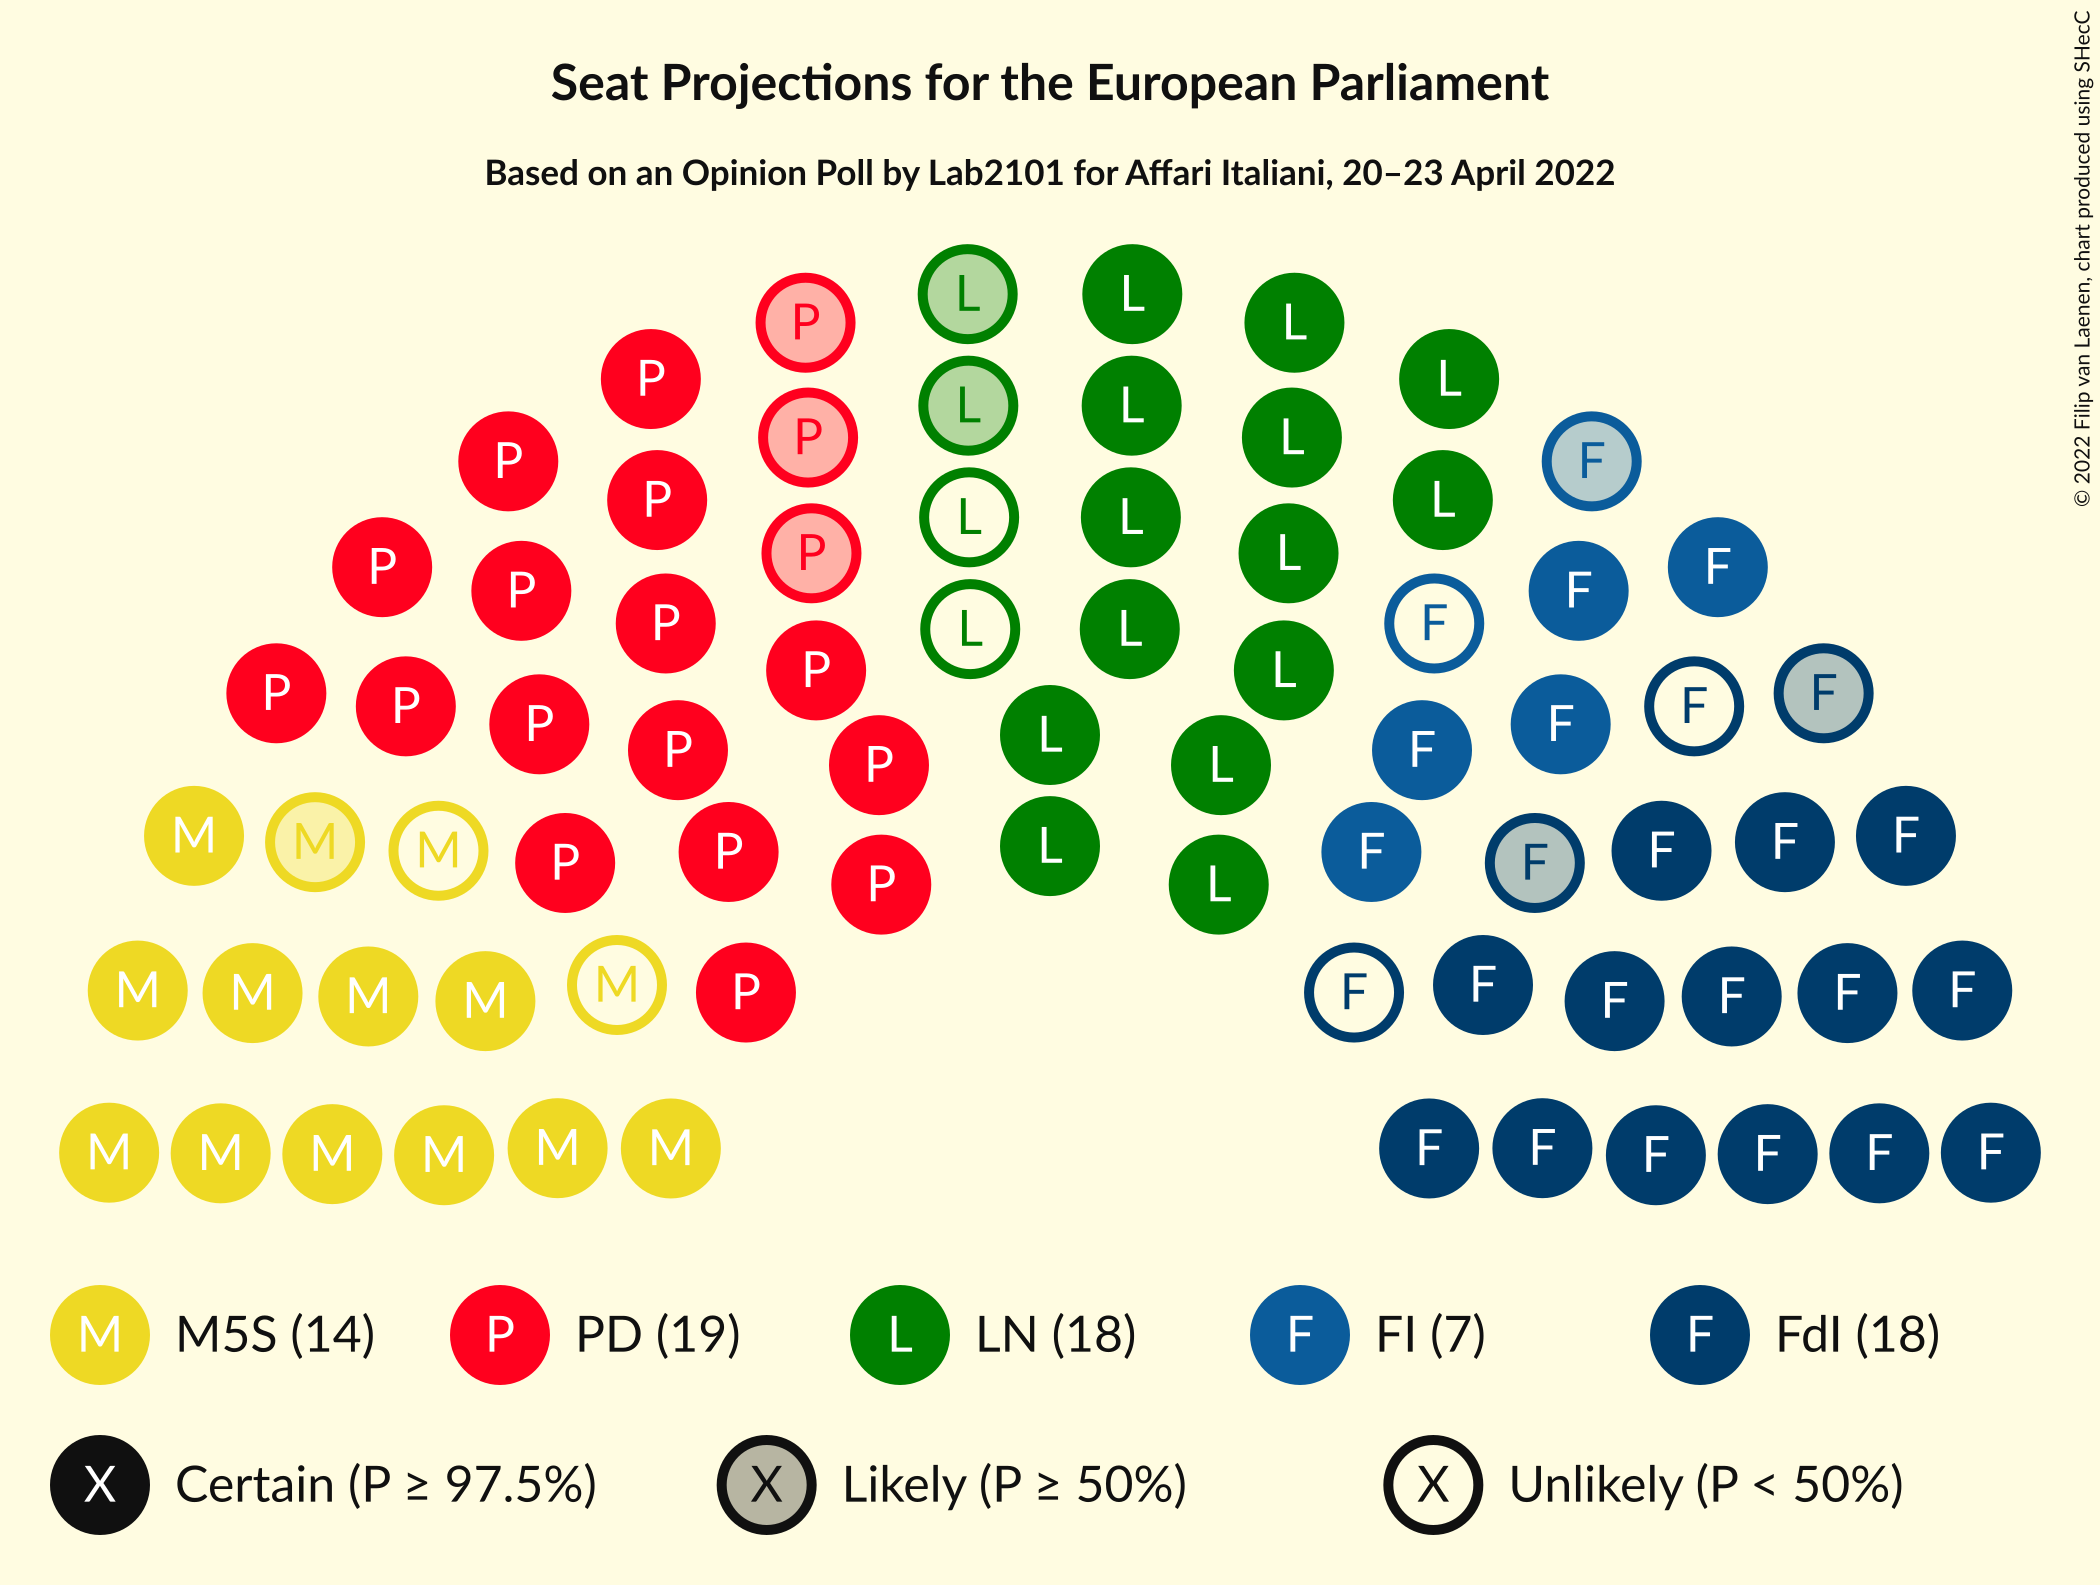 Seat Projections for the European Parliament
Based on an Opinion Poll by Lab2101 for Affari Italiani, 20–23 April 2022
© 2022 Filip van Laenen, chart produced using SHecC
L L
P L
P L
L L
P F
P L
P L
P L
L L
P L
P F
P F
P F
L L
P F
P L
P P F F
P P F F
P L
P F
L
P L
M M M P P L F F F F F
P L
M M M M M P F F F F F F
M M M M M M F F F F F F
M M5S (14) P PD (19) L LN (18) F FI (7) F FdI (18)
X Certain (P ≥ 97.5%) X Likely (P ≥ 50%) X Unlikely (P < 50%)